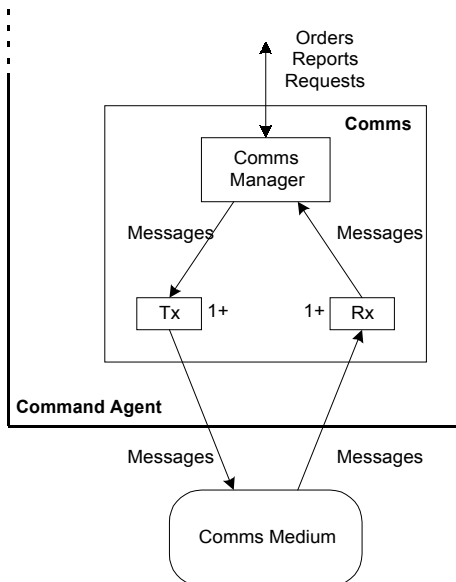 Orders
Reports
Requests
Comms
Comms
Manager
Messages
Messages
Tx
1+
1+
Rx
Command Agent
Messages
Messages
Comms Medium